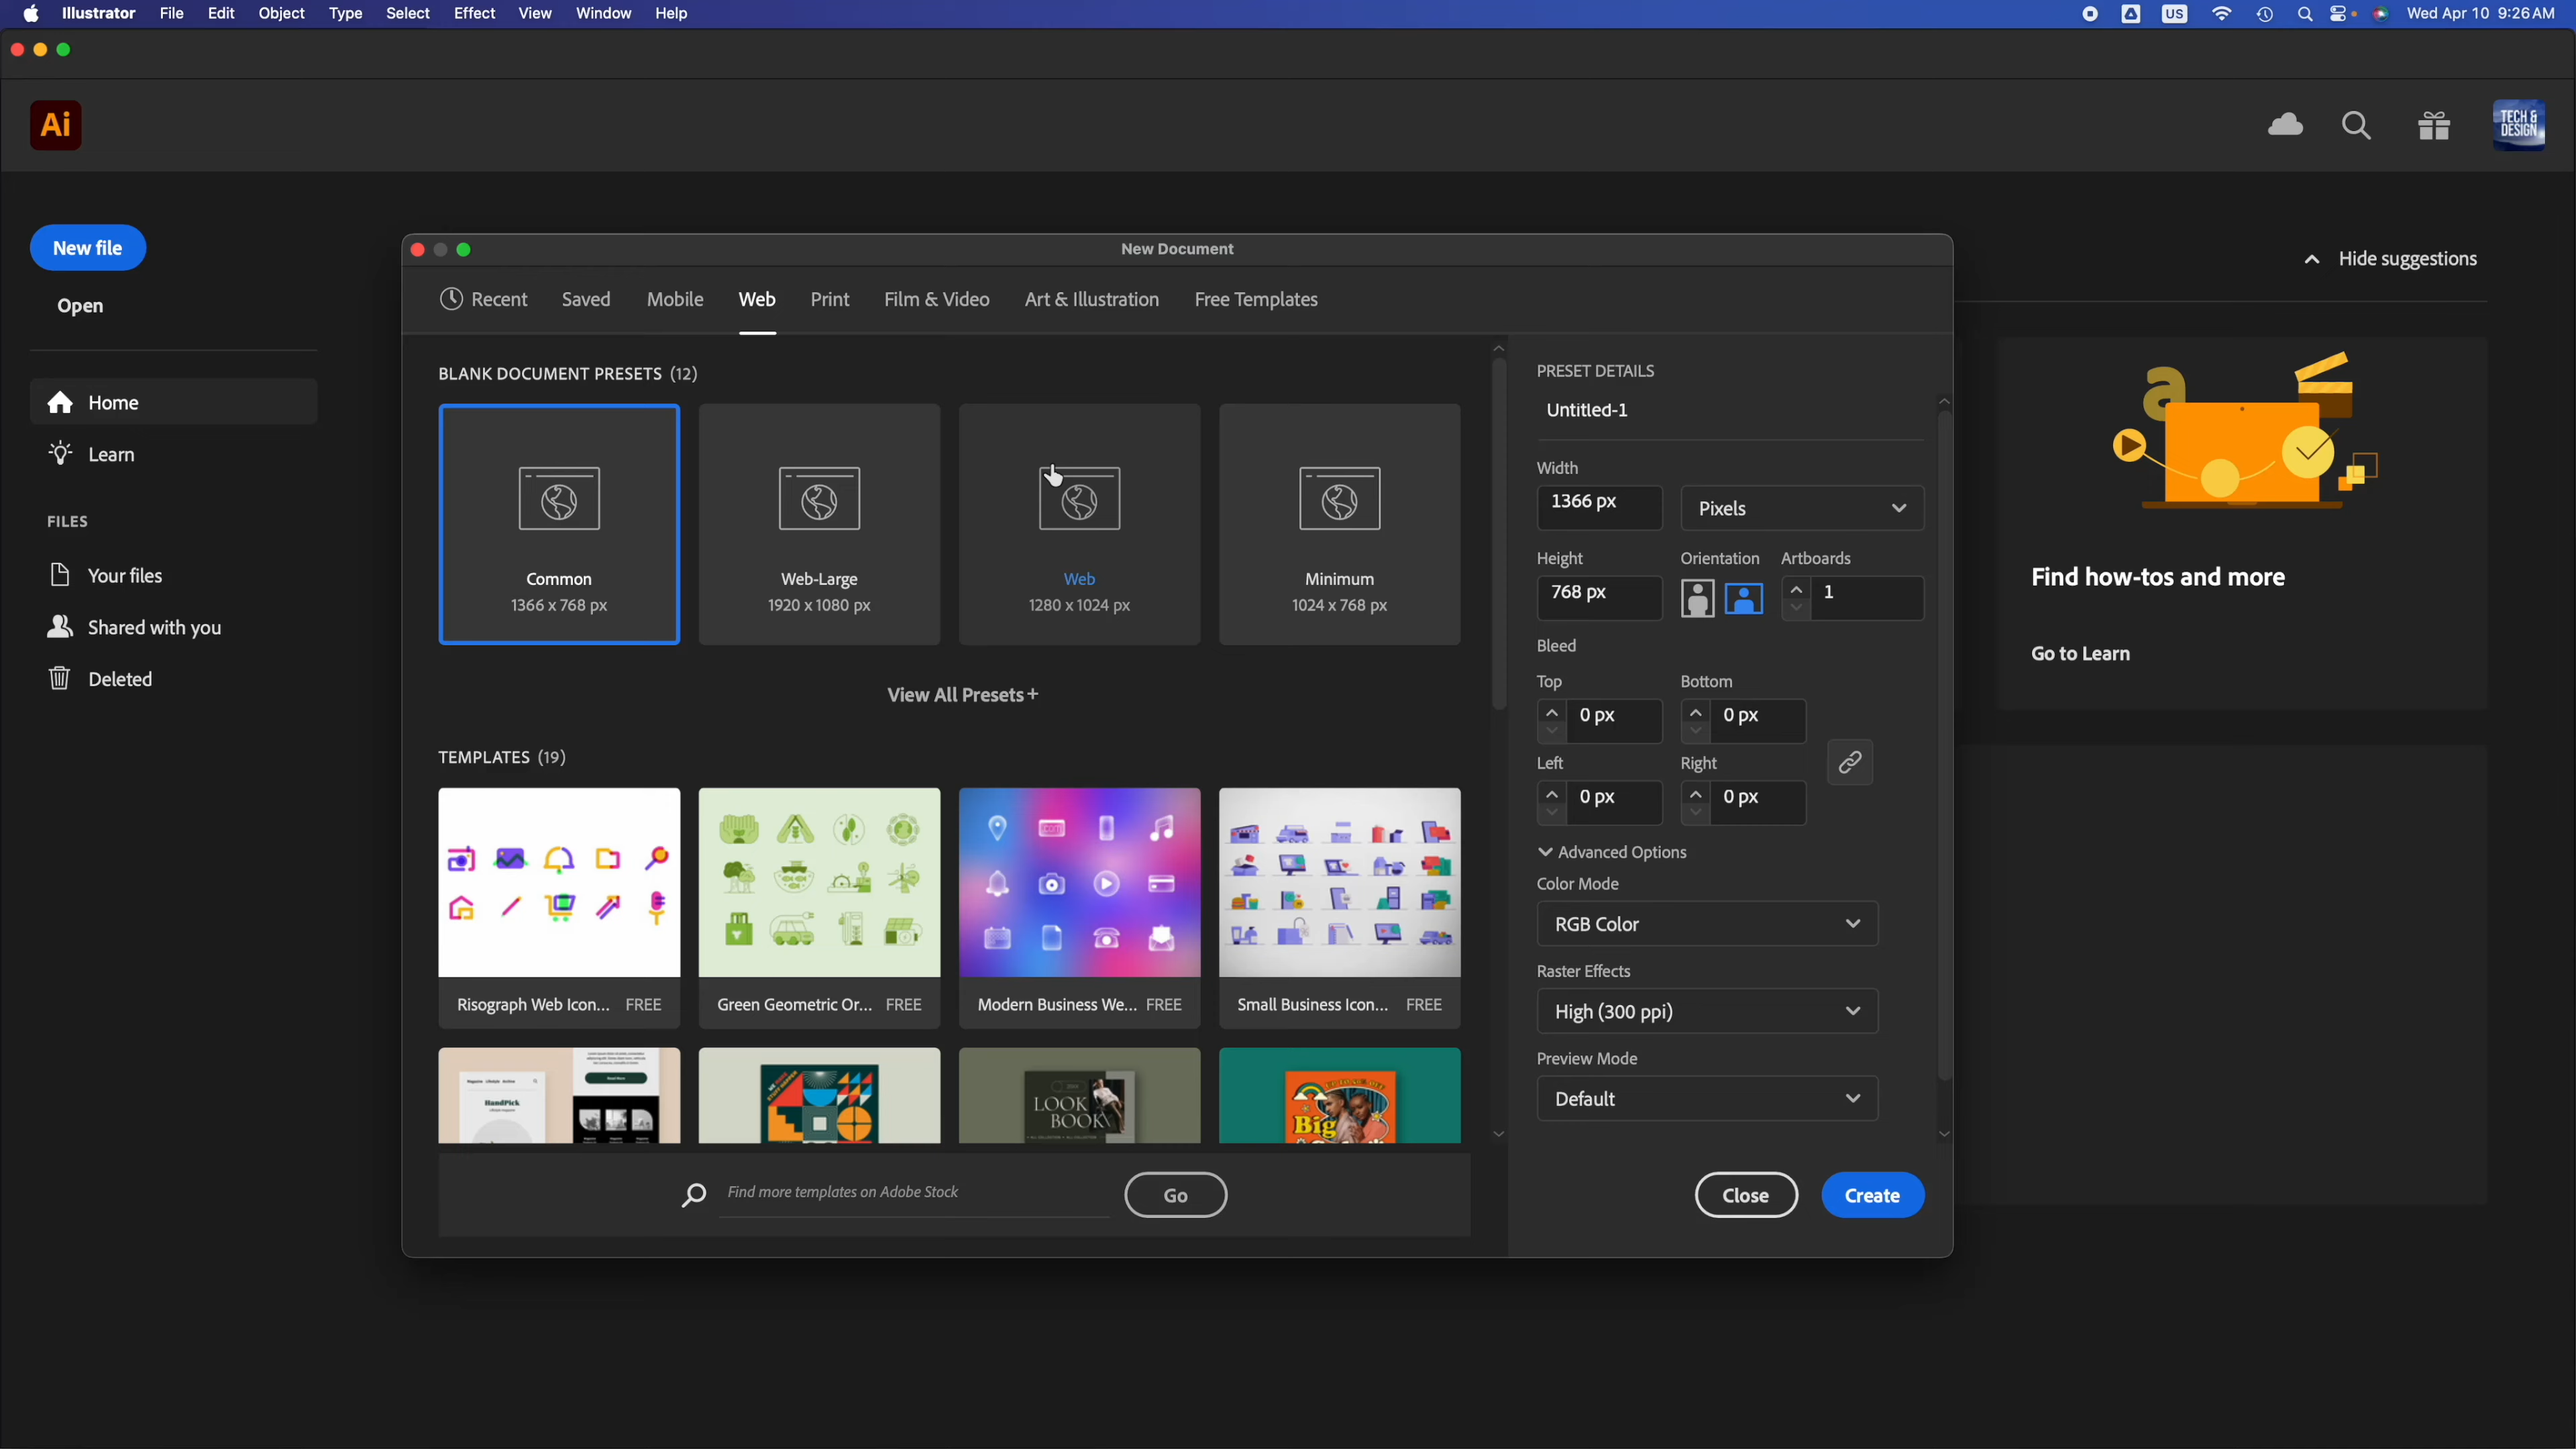 Illustrator File Edit Object Type Select Effect View Window Help
US
Wed Apr 10 9:26 AM
Ai
TECH &
DESIGN
New file
Open
Home
Learn
FILES
Your files
Shared with you
Deleted
Hide suggestions
Find how-tos and more
Go to Learn
New Document
Recent Saved Mobile Web Print Film & Video Art & Illustration Free Templates
BLANK DOCUMENT PRESETS (12)
Common
1366 x 768 px
Web-Large
1920 x 1080 px
Web
1280 x 1024 px
Minimum
1024 x 768 px
View All Presets +
TEMPLATES (19)
Risograph Web Icon... FREE
Green Geometric Or... FREE
Modern Business We... FREE
Small Business Icon... FREE
HandPick
LOOK
BOOK
Big
Find more templates on Adobe Stock
Go
PRESET DETAILS
Untitled-1
Width
1366 px
Pixels
Height
Orientation
Artboards
768 px
1
Bleed
Top
Bottom
0 px
0 px
Left
Right
0 px
0 px
Advanced Options
Color Mode
RGB Color
Raster Effects
High (300 ppi)
Preview Mode
Default
Close
Create